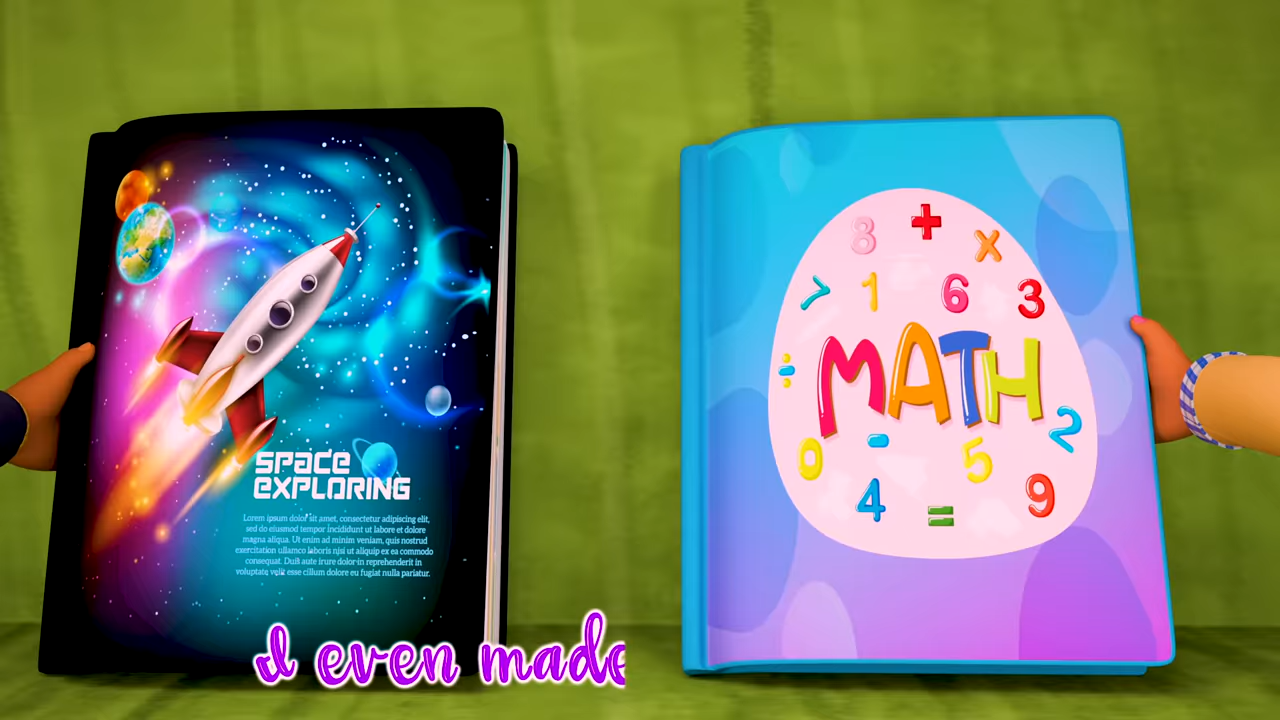 SPACE
EXPLORING
Lorem ipsum dolor sit amet, consectetur adipiscing elit,
sed do eiusmod tempor incididunt ut labore et dolore
magna aliqua. Ut enim ad minim veniam, quis nostrud
exercitation ullamco laboris nisi ut aliquip ex ea commodo
consequat. Duis aute irure dolor in reprehenderit in
voluptate velit esse cillum dolore eu fugiat nulla pariatur.
even made
8 + x
7 1 6 3
÷ MATH
0 - 5 2
4 = 9